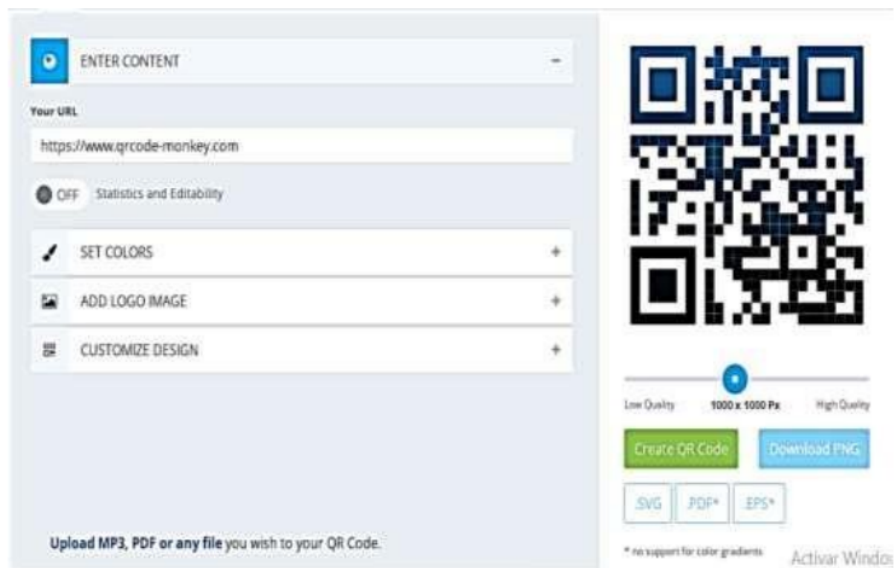 ENTER CONTENT
Your URL
https://www.qrcode-monkey.com
OFF Statistics and Editability
SET COLORS
ADD LOGO IMAGE
CUSTOMIZE DESIGN
Upload MP3, PDF or any file you wish to your QR Code.
Low Quality 1000 x 1000 Px High Quality
Create QR Code Download PNG
.SVG .PDF* .EPS*
* no support for color gradients
Activar Window